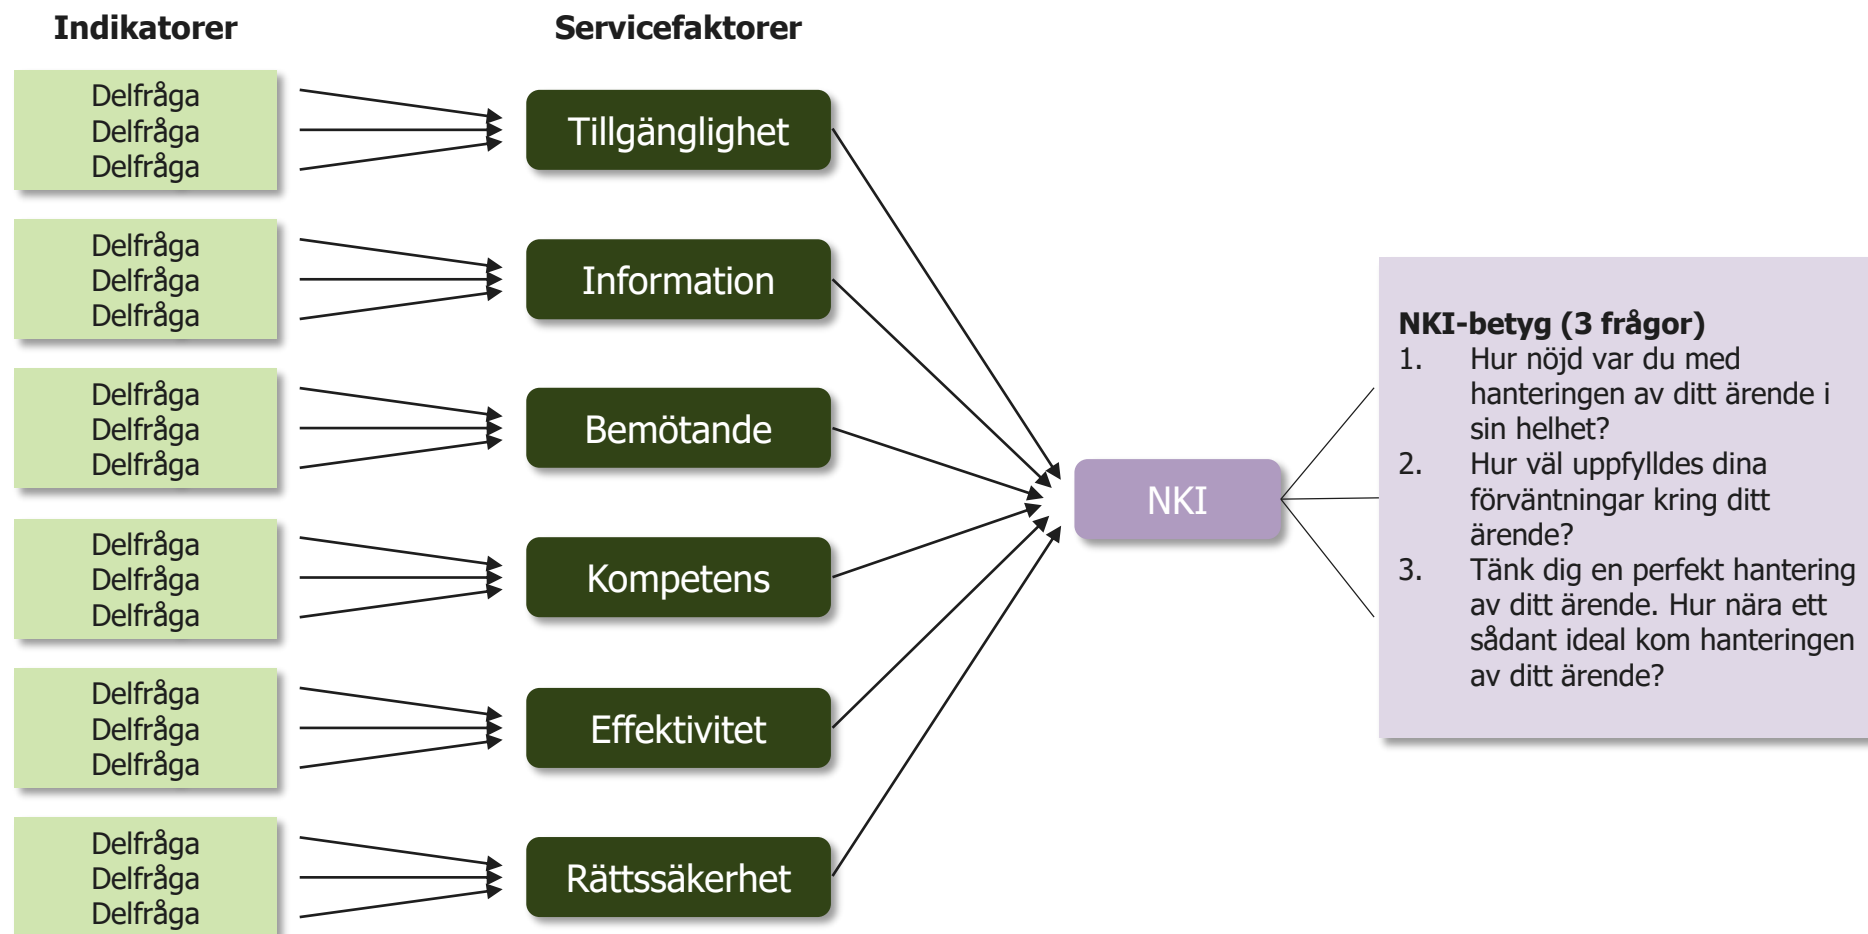 Indikatorer
Servicefaktorer
Delfråga
Delfråga
Delfråga
Tillgänglighet
Delfråga
Delfråga
Delfråga
Information
Delfråga
Delfråga
Delfråga
Bemötande
Delfråga
Delfråga
Delfråga
Kompetens
Delfråga
Delfråga
Delfråga
Effektivitet
Delfråga
Delfråga
Delfråga
Rättssäkerhet
NKI
NKI-betyg (3 frågor)
1. Hur nöjd var du med
hanteringen av ditt ärende i
sin helhet?
2. Hur väl uppfylldes dina
förväntningar kring ditt
ärende?
3. Tänk dig en perfekt hantering
av ditt ärende. Hur nära ett
sådant ideal kom hanteringen
av ditt ärende?